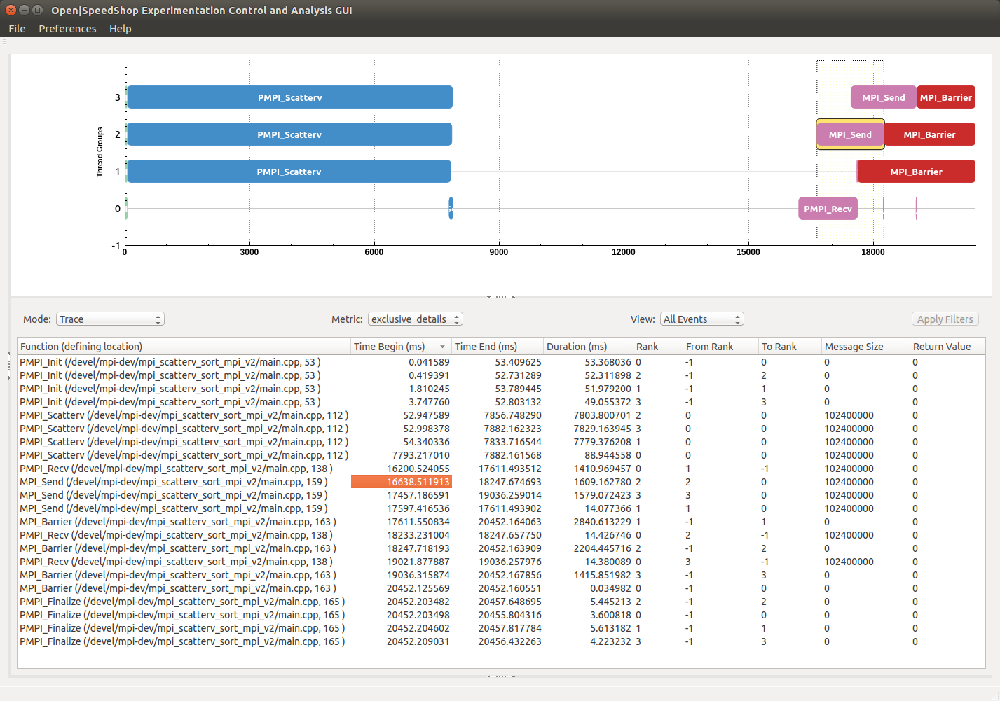 Open|SpeedShop Experimentation Control and Analysis GUI
File Preferences Help
3 PMPI_Scatterv MPI_Send MPI_Barrier
2 PMPI_Scatterv MPI_Send MPI_Barrier
Thread Groups
1 PMPI_Scatterv MPI_Barrier
0 PMPI_Recv
-1
0 3000 6000 9000 12000 15000 18000
Mode: Trace Metric: exclusive_details View: All Events Apply Filters
Function (defining location) Time Begin (ms) Time End (ms) Duration (ms) Rank From Rank To Rank Message Size Return Value
PMPI_Init (/devel/mpi-dev/mpi_scatterv_sort_mpi_v2/main.cpp, 53 ) 0.041589 53.409625 53.368036 0 -1 0 0 0
PMPI_Init (/devel/mpi-dev/mpi_scatterv_sort_mpi_v2/main.cpp, 53 ) 0.419391 52.731289 52.311898 2 -1 2 0 0
PMPI_Init (/devel/mpi-dev/mpi_scatterv_sort_mpi_v2/main.cpp, 53 ) 1.810245 53.789445 51.979200 1 -1 1 0 0
PMPI_Init (/devel/mpi-dev/mpi_scatterv_sort_mpi_v2/main.cpp, 53 ) 3.747760 52.803132 49.055372 3 -1 3 0 0
PMPI_Scatterv (/devel/mpi-dev/mpi_scatterv_sort_mpi_v2/main.cpp, 112 ) 52.947589 7856.748290 7803.800701 2 0 0 102400000 0
PMPI_Scatterv (/devel/mpi-dev/mpi_scatterv_sort_mpi_v2/main.cpp, 112 ) 52.998378 7882.162323 7829.163945 3 0 0 102400000 0
PMPI_Scatterv (/devel/mpi-dev/mpi_scatterv_sort_mpi_v2/main.cpp, 112 ) 54.340336 7833.716544 7779.376208 1 0 0 102400000 0
PMPI_Scatterv (/devel/mpi-dev/mpi_scatterv_sort_mpi_v2/main.cpp, 112 ) 7793.217010 7882.161568 88.944558 0 0 0 102400000 0
PMPI_Recv (/devel/mpi-dev/mpi_scatterv_sort_mpi_v2/main.cpp, 138 ) 16200.524055 17611.493512 1410.969457 0 1 -1 102400000 0
MPI_Send (/devel/mpi-dev/mpi_scatterv_sort_mpi_v2/main.cpp, 159 ) 16638.511913 18247.674693 1609.162780 2 2 0 102400000 0
MPI_Send (/devel/mpi-dev/mpi_scatterv_sort_mpi_v2/main.cpp, 159 ) 17457.186591 19036.259014 1579.072423 3 3 0 102400000 0
MPI_Send (/devel/mpi-dev/mpi_scatterv_sort_mpi_v2/main.cpp, 159 ) 17597.416536 17611.493902 14.077366 1 1 0 102400000 0
MPI_Barrier (/devel/mpi-dev/mpi_scatterv_sort_mpi_v2/main.cpp, 163 ) 17611.550834 20452.164063 2840.613229 1 -1 1 0 0
PMPI_Recv (/devel/mpi-dev/mpi_scatterv_sort_mpi_v2/main.cpp, 138 ) 18233.231004 18247.657750 14.426746 0 2 -1 102400000 0
MPI_Barrier (/devel/mpi-dev/mpi_scatterv_sort_mpi_v2/main.cpp, 163 ) 18247.718193 20452.163909 2204.445716 2 -1 2 0 0
PMPI_Recv (/devel/mpi-dev/mpi_scatterv_sort_mpi_v2/main.cpp, 138 ) 19021.877887 19036.257976 14.380089 0 3 -1 102400000 0
MPI_Barrier (/devel/mpi-dev/mpi_scatterv_sort_mpi_v2/main.cpp, 163 ) 19036.315874 20452.167856 1415.851982 3 -1 3 0 0
MPI_Barrier (/devel/mpi-dev/mpi_scatterv_sort_mpi_v2/main.cpp, 163 ) 20452.125569 20452.160551 0.034982 0 -1 0 0 0
PMPI_Finalize (/devel/mpi-dev/mpi_scatterv_sort_mpi_v2/main.cpp, 165 ) 20452.203482 20457.648695 5.445213 2 -1 2 0 0
PMPI_Finalize (/devel/mpi-dev/mpi_scatterv_sort_mpi_v2/main.cpp, 165 ) 20452.203498 20455.804316 3.600818 0 -1 0 0 0
PMPI_Finalize (/devel/mpi-dev/mpi_scatterv_sort_mpi_v2/main.cpp, 165 ) 20452.204602 20457.817784 5.613182 1 -1 1 0 0
PMPI_Finalize (/devel/mpi-dev/mpi_scatterv_sort_mpi_v2/main.cpp, 165 ) 20452.209031 20456.432263 4.223232 3 -1 3 0 0